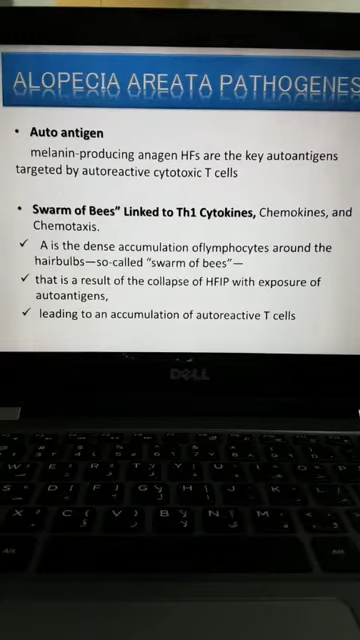 ALOPECIA AREATA PATHOGENES
• Auto antigen
melanin-producing anagen HFs are the key autoantigens
targeted by autoreactive cytotoxic T cells
• Swarm of Bees” Linked to Th1 Cytokines, Chemokines, and
Chemotaxis.
✓ A is the dense accumulation oflymphocytes around the
hairbulbs—so-called “swarm of bees”—
✓ that is a result of the collapse of HFIP with exposure of
autoantigens,
✓ leading to an accumulation of autoreactive T cells
DELL
W E R T Y U I O P
S D F G H J K L
X C V B N M
Alt Alt